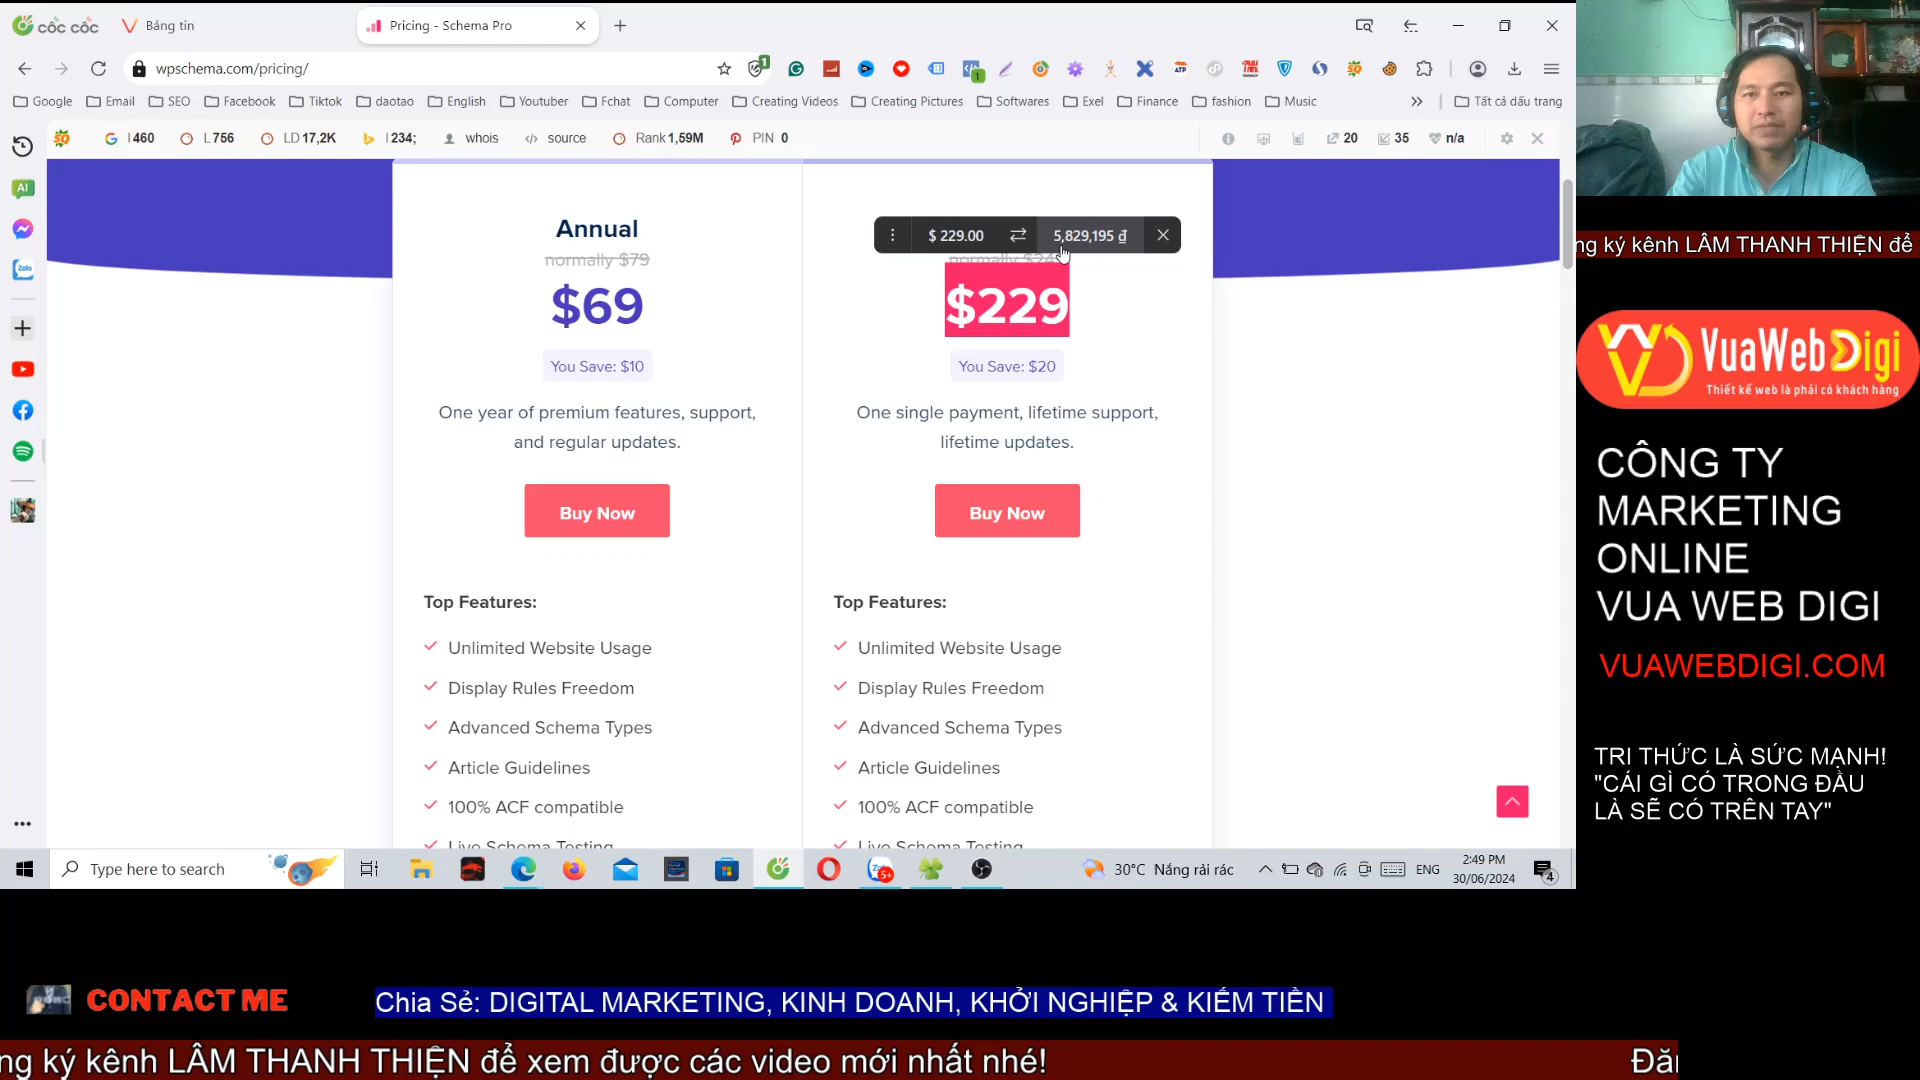 cốc cốc
Bảng tin
Pricing - Schema Pro
wpschema.com/pricing/
Google
Email
SEO
Facebook
Tiktok
daotao
English
Youtuber
Fchat
Computer
Creating Videos
Creating Pictures
Softwares
Exel
Finance
fashion
Music
Tất cả dấu trang
I 460
L 756
LD 17,2K
I 234;
whois
source
Rank 1,59M
PIN 0
20
35
n/a
Annual
normally $79
$69
You Save: $10
One year of premium features, support,
and regular updates.
Buy Now
Top Features:
Unlimited Website Usage
Display Rules Freedom
Advanced Schema Types
Article Guidelines
100% ACF compatible
Live Schema Testing
$ 229.00
5,829,195 ₫
$229
You Save: $20
One single payment, lifetime support,
lifetime updates.
Buy Now
Top Features:
Unlimited Website Usage
Display Rules Freedom
Advanced Schema Types
Article Guidelines
100% ACF compatible
Live Schema Testing
Type here to search
30°C Nắng rải rác
ENG
2:49 PM
30/06/2024
4
ng ký kênh LÂM THANH THIỆN để
VuaWebDigi
Thiết kế web là phải có khách hàng
CÔNG TY
MARKETING
ONLINE
VUA WEB DIGI
VUAWEBDIGI.COM
TRI THỨC LÀ SỨC MẠNH!
"CÁI GÌ CÓ TRONG ĐẦU
LÀ SẼ CÓ TRÊN TAY"
CONTACT ME
Chia Sẻ: DIGITAL MARKETING, KINH DOANH, KHỞI NGHIỆP & KIẾM TIỀN
ng ký kênh LÂM THANH THIỆN để xem được các video mới nhất nhé!
Đăn